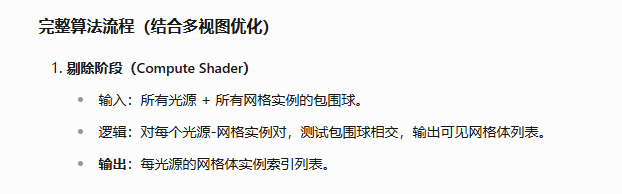 完整算法流程（结合多视图优化）
1. 剔除阶段（Compute Shader）
输入：所有光源 + 所有网格实例的包围球。
逻辑：对每个光源-网格实例对，测试包围球相交，输出可见网格体列表。
输出：每光源的网格体实例索引列表。